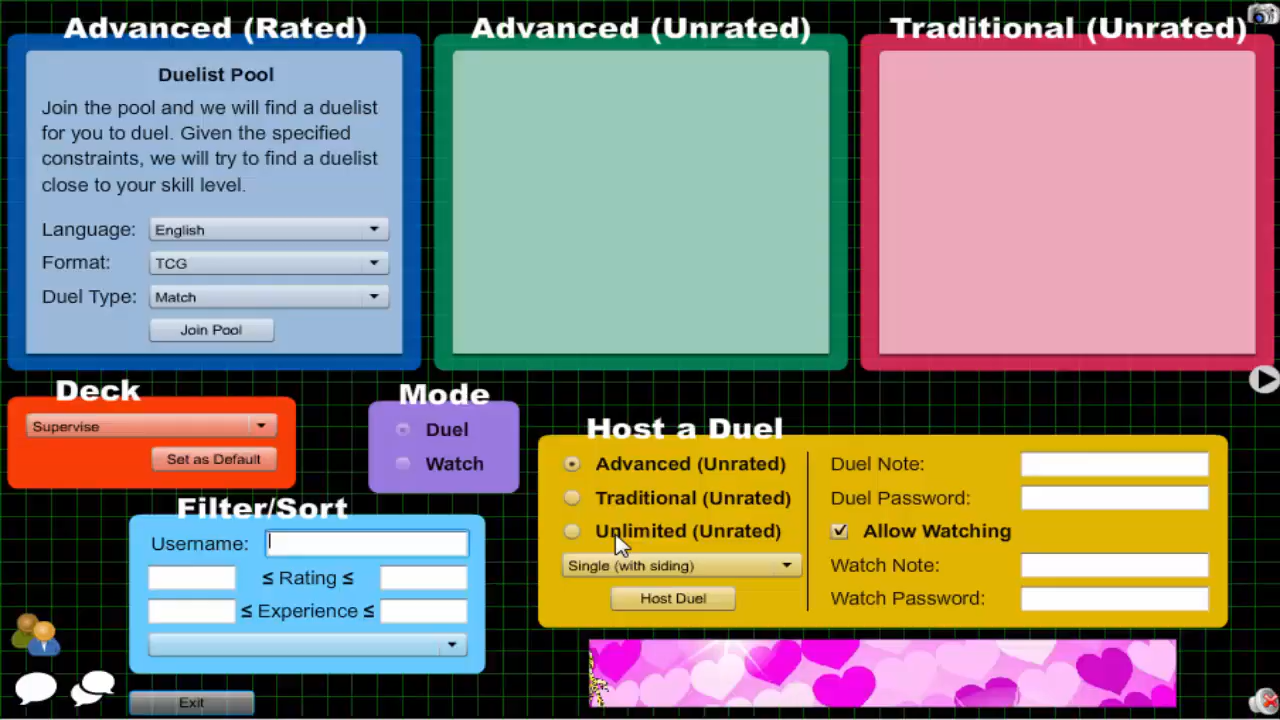 Advanced (Rated)
Duelist Pool
Join the pool and we will find a duelist
for you to duel. Given the specified
constraints, we will try to find a duelist
close to your skill level.
Language: English
Format: TCG
Duel Type: Match
Join Pool
Advanced (Unrated)
Traditional (Unrated)
Deck
Supervise
Set as Default
Mode
Duel
Watch
Filter/Sort
Username:
≤ Rating ≤
≤ Experience ≤
Exit
Host a Duel
Advanced (Unrated)
Traditional (Unrated)
Unlimited (Unrated)
Single (with siding)
Host Duel
Duel Note:
Duel Password:
Allow Watching
Watch Note:
Watch Password: